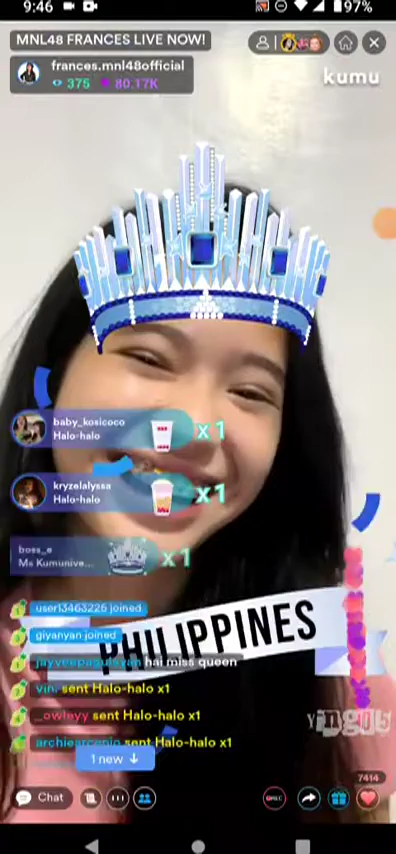 9:46
97%
MNL48 FRANCES LIVE NOW!
frances.mnl48official
375 80.17K
kumu
baby_kosicoco
Halo-halo
x1
kryzelalyssa
Halo-halo
x1
boss_e
Ms Kumunive...
x1
PHILIPPINES
user13463226 joined
giyanyan joined
hai miss queen
vin. sent Halo-halo x1
_owleyy sent Halo-halo x1
sent Halo-halo x1
1 new ↓
7414
Chat